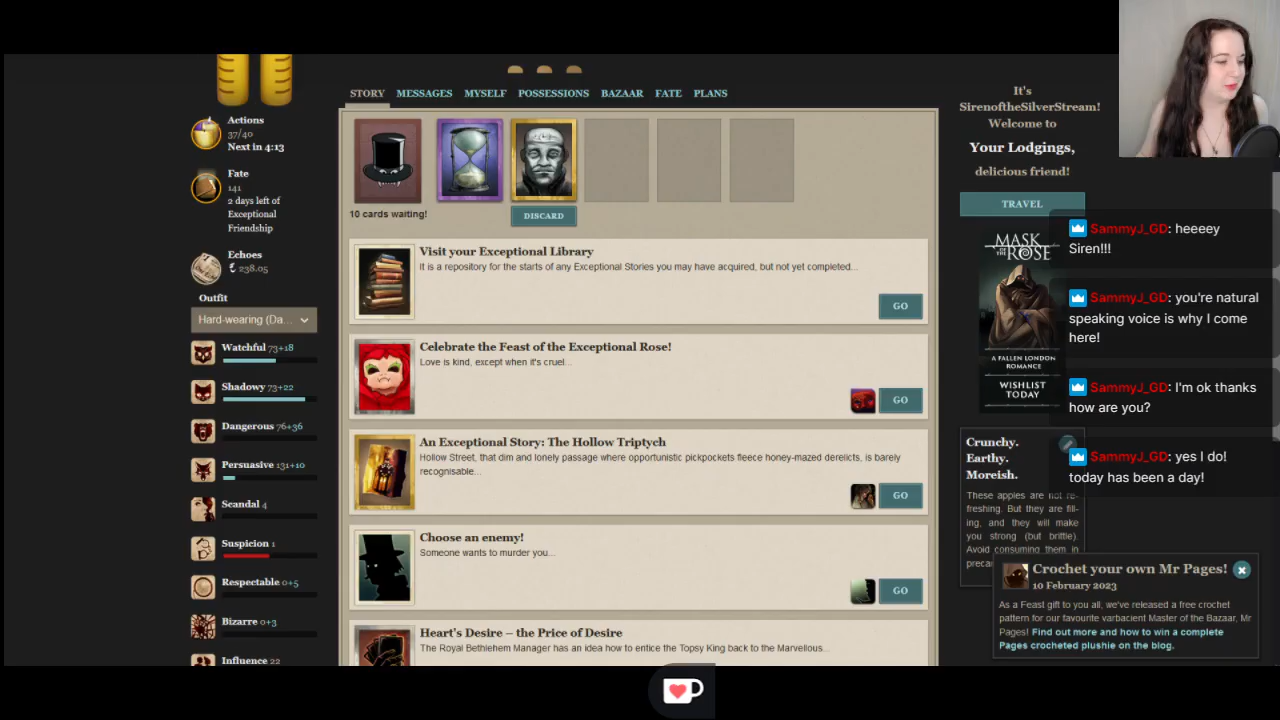 STORY MESSAGES MYSELF POSSESSIONS BAZAAR FATE PLANS
Actions
37/40
Next in 4:13
Fate
141
2 days left of
Exceptional
Friendship
Echoes
238.05
Outfit
Hard-wearing (Da...
Watchful 73+18
Shadowy 73+22
Dangerous 76+36
Persuasive 131+10
Scandal 4
Suspicion 1
Respectable 0+5
Bizarre 0+3
Influence 22
10 cards waiting!
DISCARD
Visit your Exceptional Library
It is a repository for the starts of any Exceptional Stories you may have acquired, but not yet completed...
GO
Celebrate the Feast of the Exceptional Rose!
Love is kind, except when it's cruel...
GO
An Exceptional Story: The Hollow Triptych
Hollow Street, that dim and lonely passage where opportunistic pickpockets fleece honey-mazed derelicts, is barely
recognisable...
GO
Choose an enemy!
Someone wants to murder you...
GO
Heart's Desire – the Price of Desire
The Royal Bethlehem Manager has an idea how to entice the Topsy King back to the Marvellous...
It's
SirenoftheSilverStream!
Welcome to
Your Lodgings,
delicious friend!
TRAVEL
MASK
OF THE ROSE
A FALLEN LONDON
ROMANCE
WISHLIST
TODAY
SammyJ_GD: heeeey
Siren!!!
SammyJ_GD: you're natural
speaking voice is why I come
here!
SammyJ_GD: I'm ok thanks
how are you?
SammyJ_GD: yes I do!
today has been a day!
Crunchy.
Earthy.
Moreish.
These apples are not re-
freshing. But they are fill-
ing, and they will make
you strong (but brittle).
Avoid consuming them in
Crochet your own Mr Pages!
10 February 2023
As a Feast gift to you all, we've released a free crochet
pattern for our favourite varbacient Master of the Bazaar, Mr
Pages! Find out more and how to win a complete
Pages crocheted plushie on the blog.